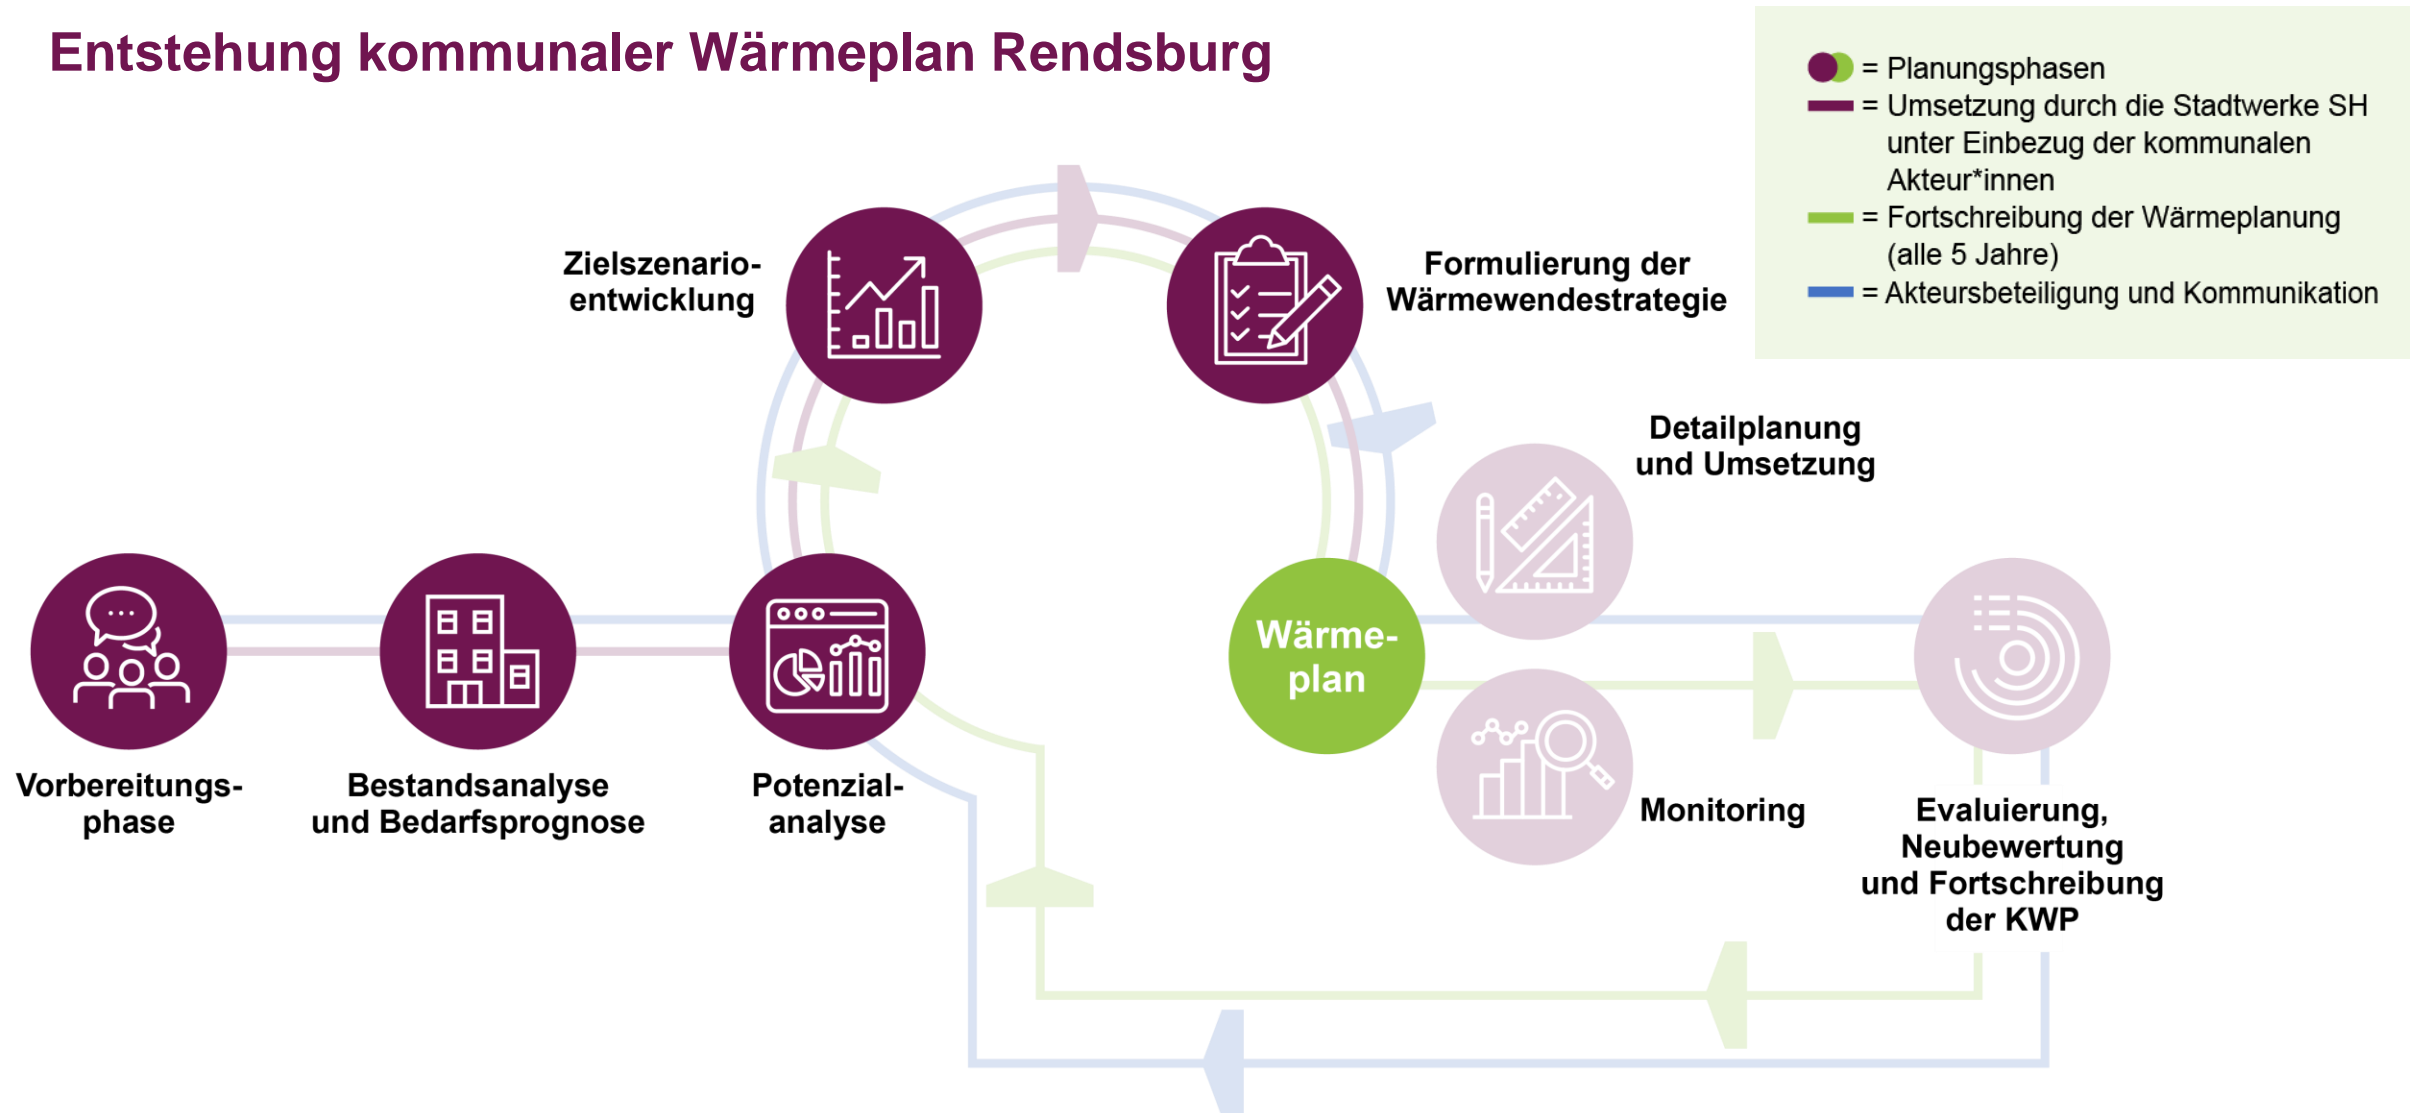 Entstehung kommunaler Wärmeplan Rendsburg
= Planungsphasen
= Umsetzung durch die Stadtwerke SH
unter Einbezug der kommunalen
Akteur*innen
= Fortschreibung der Wärmeplanung
(alle 5 Jahre)
= Akteursbeteiligung und Kommunikation
Zielszenario-
entwicklung
Formulierung der
Wärmewendestrategie
Detailplanung
und Umsetzung
Wärme-
plan
Vorbereitungs-
phase
Bestandsanalyse
und Bedarfsprognose
Potenzial-
analyse
Monitoring
Evaluierung,
Neubewertung
und Fortschreibung
der KWP